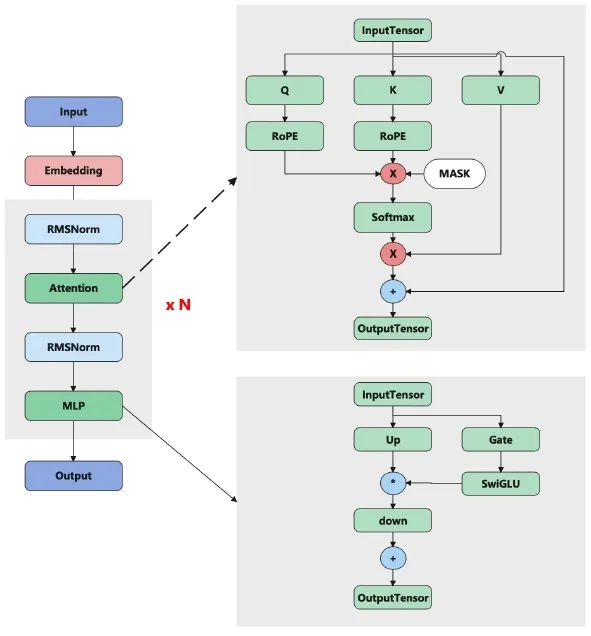 Input
Embedding
RMSNorm
Attention
RMSNorm
MLP
Output
x N
InputTensor
Q
K
V
RoPE
RoPE
X
MASK
Softmax
X
+
OutputTensor
InputTensor
Up
Gate
*
SwiGLU
down
+
OutputTensor